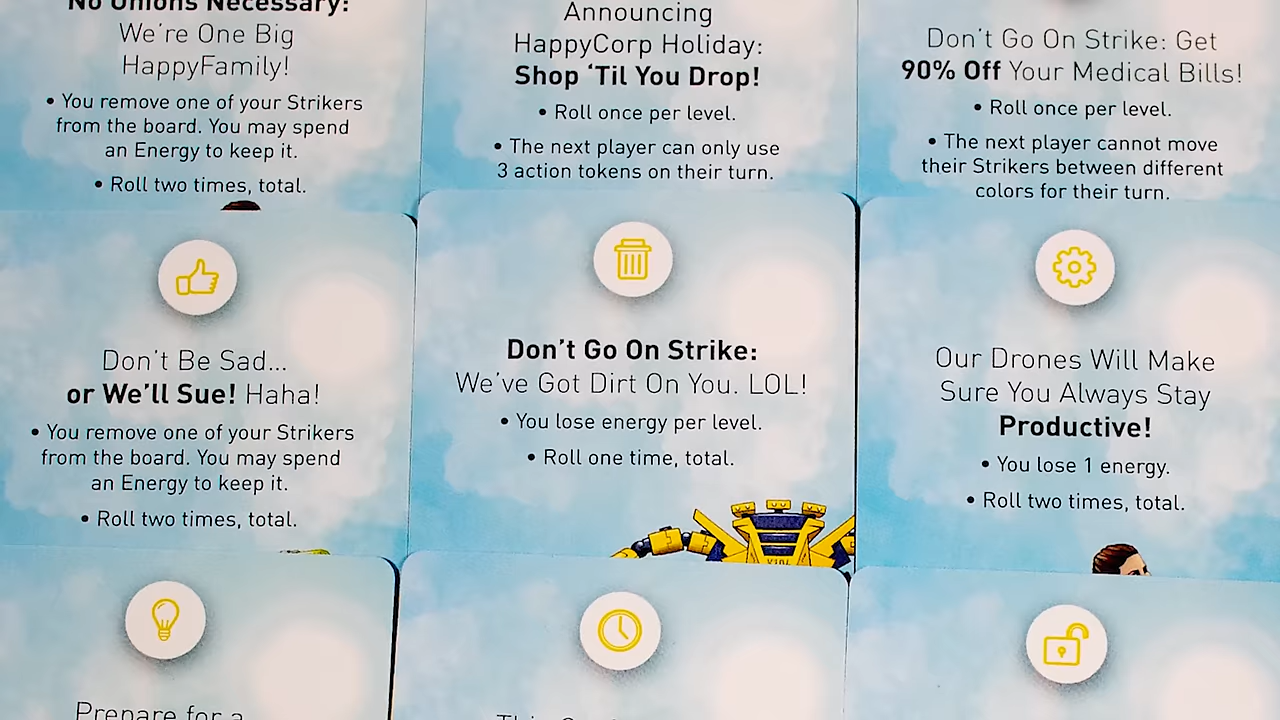 No Unions Necessary:
We're One Big
HappyFamily!
• You remove one of your Strikers
from the board. You may spend
an Energy to keep it.
• Roll two times, total.
Announcing
HappyCorp Holiday:
Shop ‘Til You Drop!
• Roll once per level.
• The next player can only use
3 action tokens on their turn.
Don't Go On Strike: Get
90% Off Your Medical Bills!
• Roll once per level.
• The next player cannot move
their Strikers between different
colors for their turn.
Don't Be Sad...
or We'll Sue! Haha!
• You remove one of your Strikers
from the board. You may spend
an Energy to keep it.
• Roll two times, total.
Don't Go On Strike:
We've Got Dirt On You. LOL!
• You lose energy per level.
• Roll one time, total.
Our Drones Will Make
Sure You Always Stay
Productive!
• You lose 1 energy.
• Roll two times, total.
Prepare for a